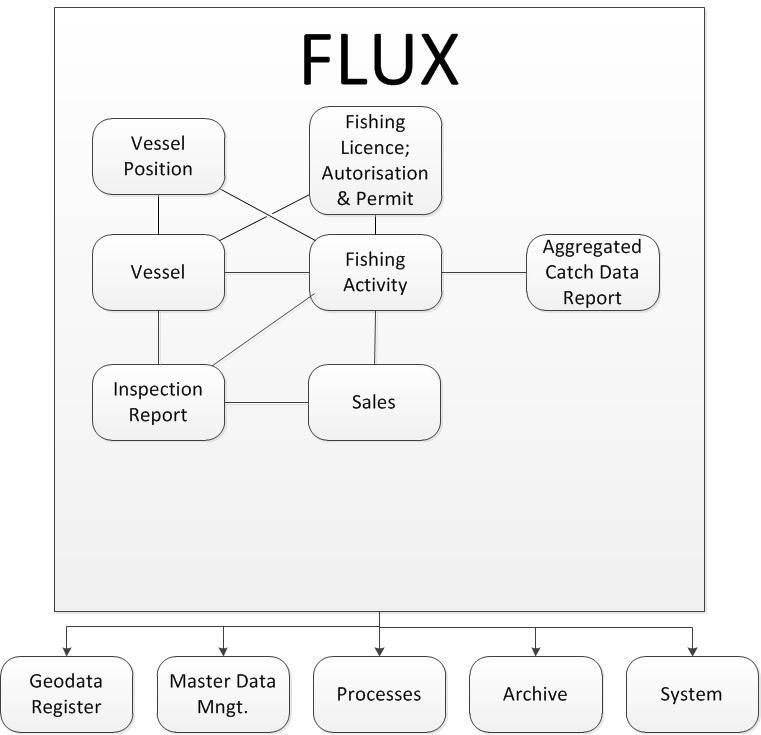 FLUX
Vessel
Position
Fishing
Licence;
Autorisation
& Permit
Vessel
Fishing
Activity
Aggregated
Catch Data
Report
Inspection
Report
Sales
Geodata
Register
Master Data
Mngt.
Processes
Archive
System